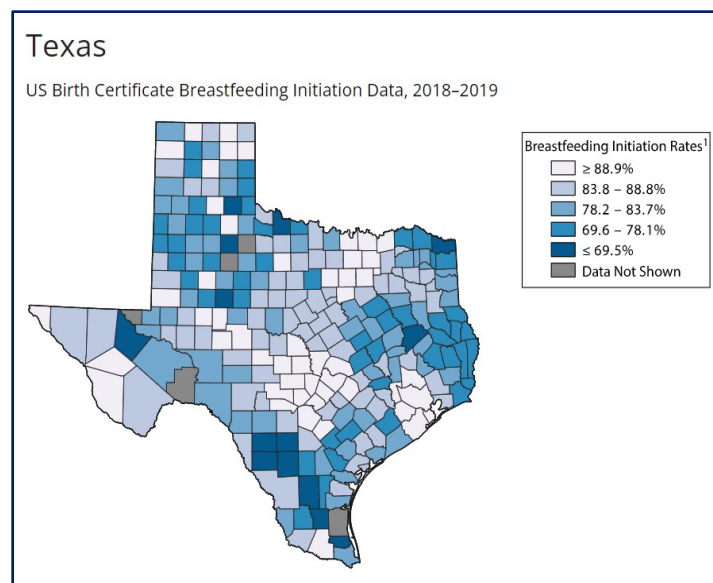 Texas
US Birth Certificate Breastfeeding Initiation Data, 2018–2019
Breastfeeding Initiation Rates¹
≥ 88.9%
83.8 – 88.8%
78.2 – 83.7%
69.6 – 78.1%
≤ 69.5%
Data Not Shown